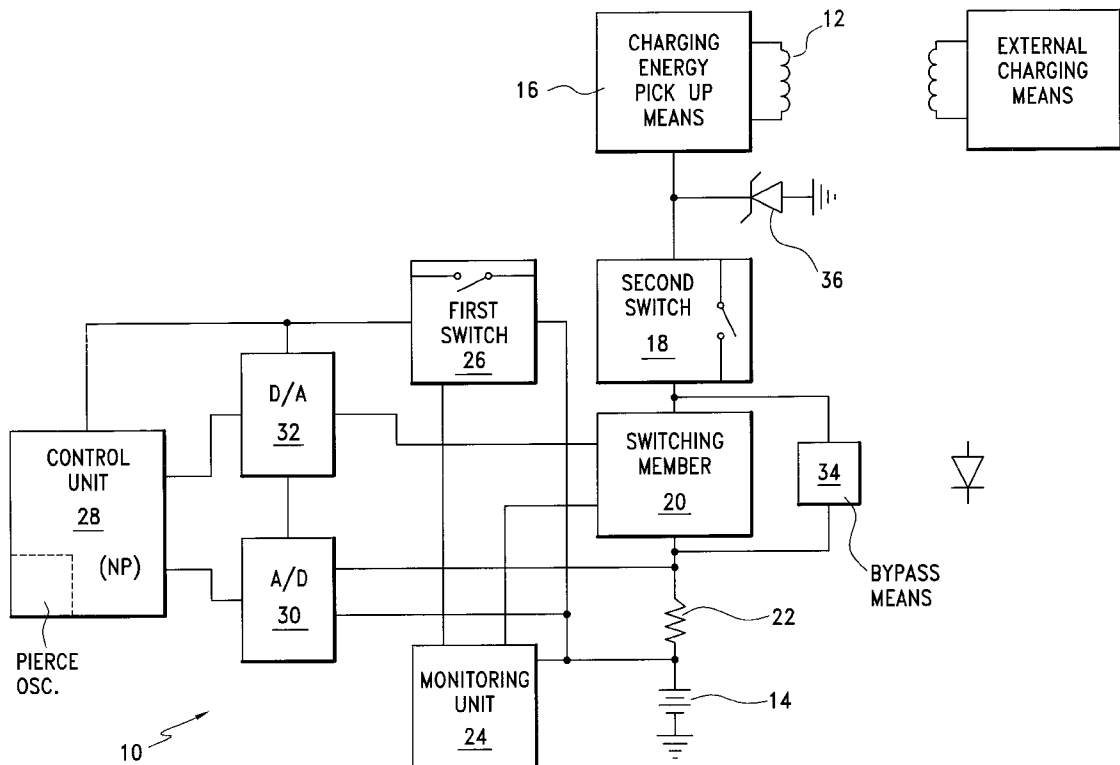 CHARGING
ENERGY
PICK UP
MEANS
16
12
EXTERNAL
CHARGING
MEANS
36
FIRST
SWITCH
26
SECOND
SWITCH
18
D/A
32
CONTROL
UNIT
28
(NP)
SWITCHING
MEMBER
20
34
BYPASS
MEANS
A/D
30
22
PIERCE
OSC.
MONITORING
UNIT
24
14
10